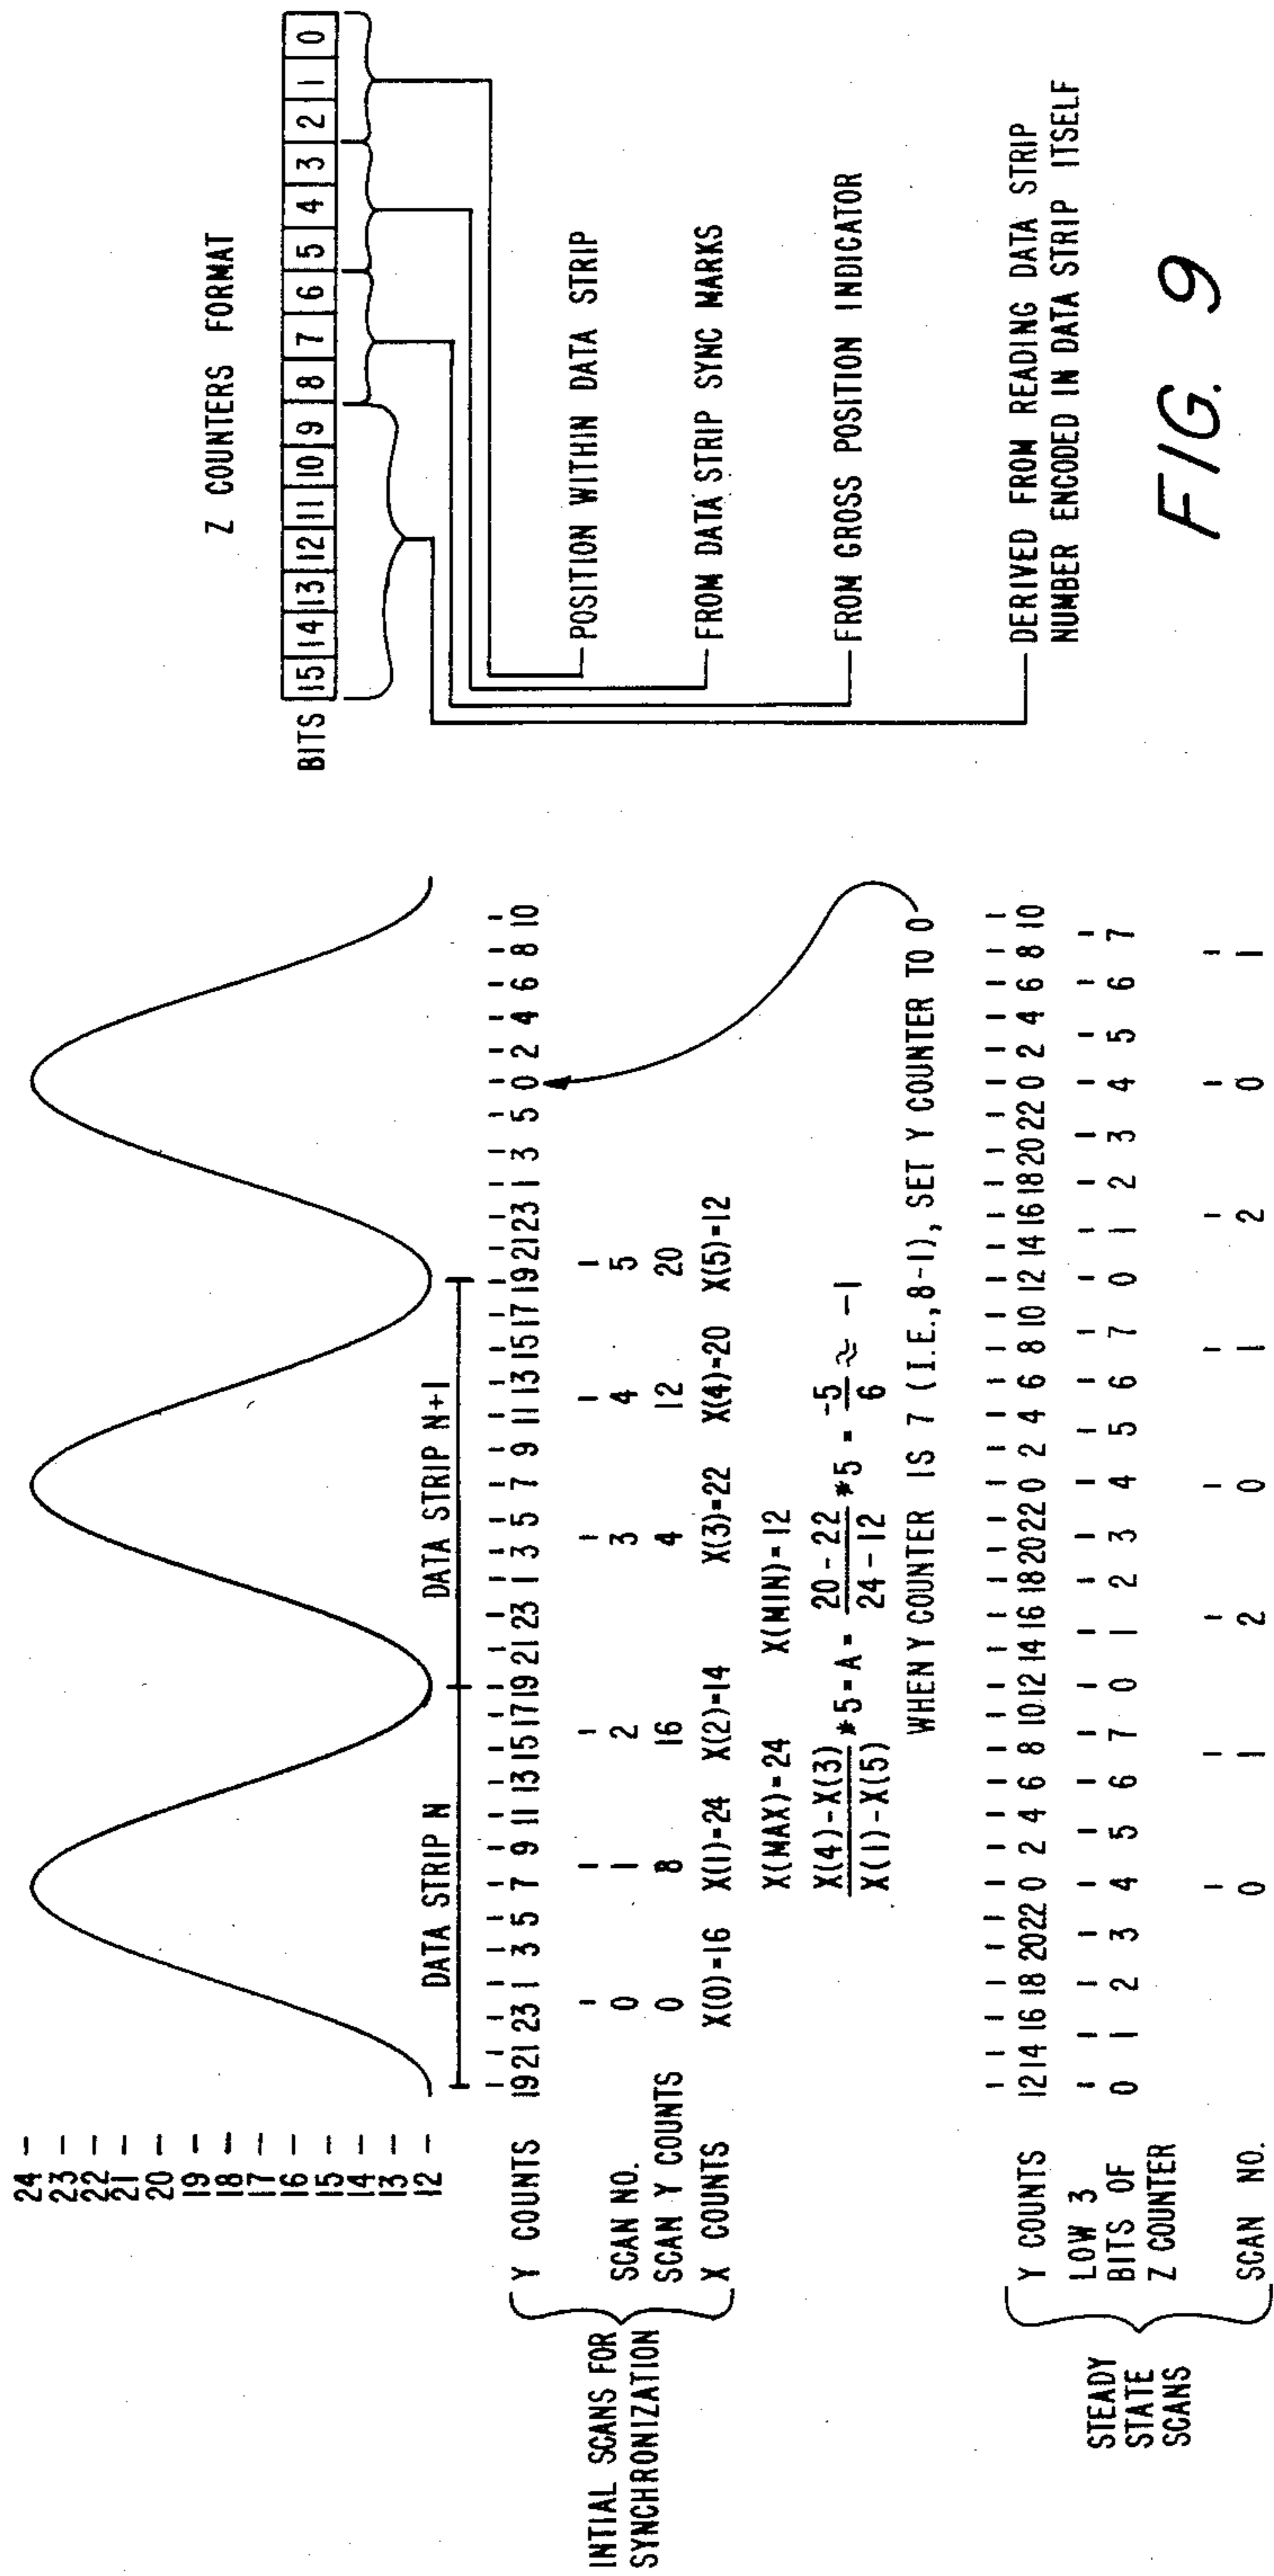 24
23
22
21
20
19
18
17
16
15
14
13
12
DATA STRIP N DATA STRIP N+1
Y COUNTS 19 21 23 1 3 5 7 9 11 13 15 17 19 21 23 1 3 5 7 9 11 13 15 17 19 21 23 1 3 5 0 2 4 6 8 10
INTIAL SCANS FOR
SYNCHRONIZATION
SCAN NO. 0 1 2 3 4 5
SCAN Y COUNTS 0 8 16 4 12 20
X COUNTS X(0)=16 X(1)=24 X(2)=14 X(3)=22 X(4)=20 X(5)=12
X(MAX)=24 X(MIN)=12
X(4)-X(3) / X(1)-X(5) *5=A= 20-22 / 24-12 *5= -5 / 6 ≈ -1
WHEN Y COUNTER IS 7 (I.E.,8-1), SET Y COUNTER TO 0
STEADY
STATE
SCANS
Y COUNTS 12 14 16 18 20 22 0 2 4 6 8 10 12 14 16 18 20 22 0 2 4 6 8 10 12 14 16 18 20 22 0 2 4 6 8 10
LOW 3
BITS OF
Z COUNTER
0 1 2 3 4 5 6 7 0 1 2 3 4 5 6 7 0 1 2 3 4 5 6 7
SCAN NO. 0 1 2 0 1 2 0 1
Z COUNTERS FORMAT
BITS 15 14 13 12 11 10 9 8 7 6 5 4 3 2 1 0
POSITION WITHIN DATA STRIP
FROM DATA STRIP SYNC MARKS
FROM GROSS POSITION INDICATOR
DERIVED FROM READING DATA STRIP
NUMBER ENCODED IN DATA STRIP ITSELF
FIG. 9